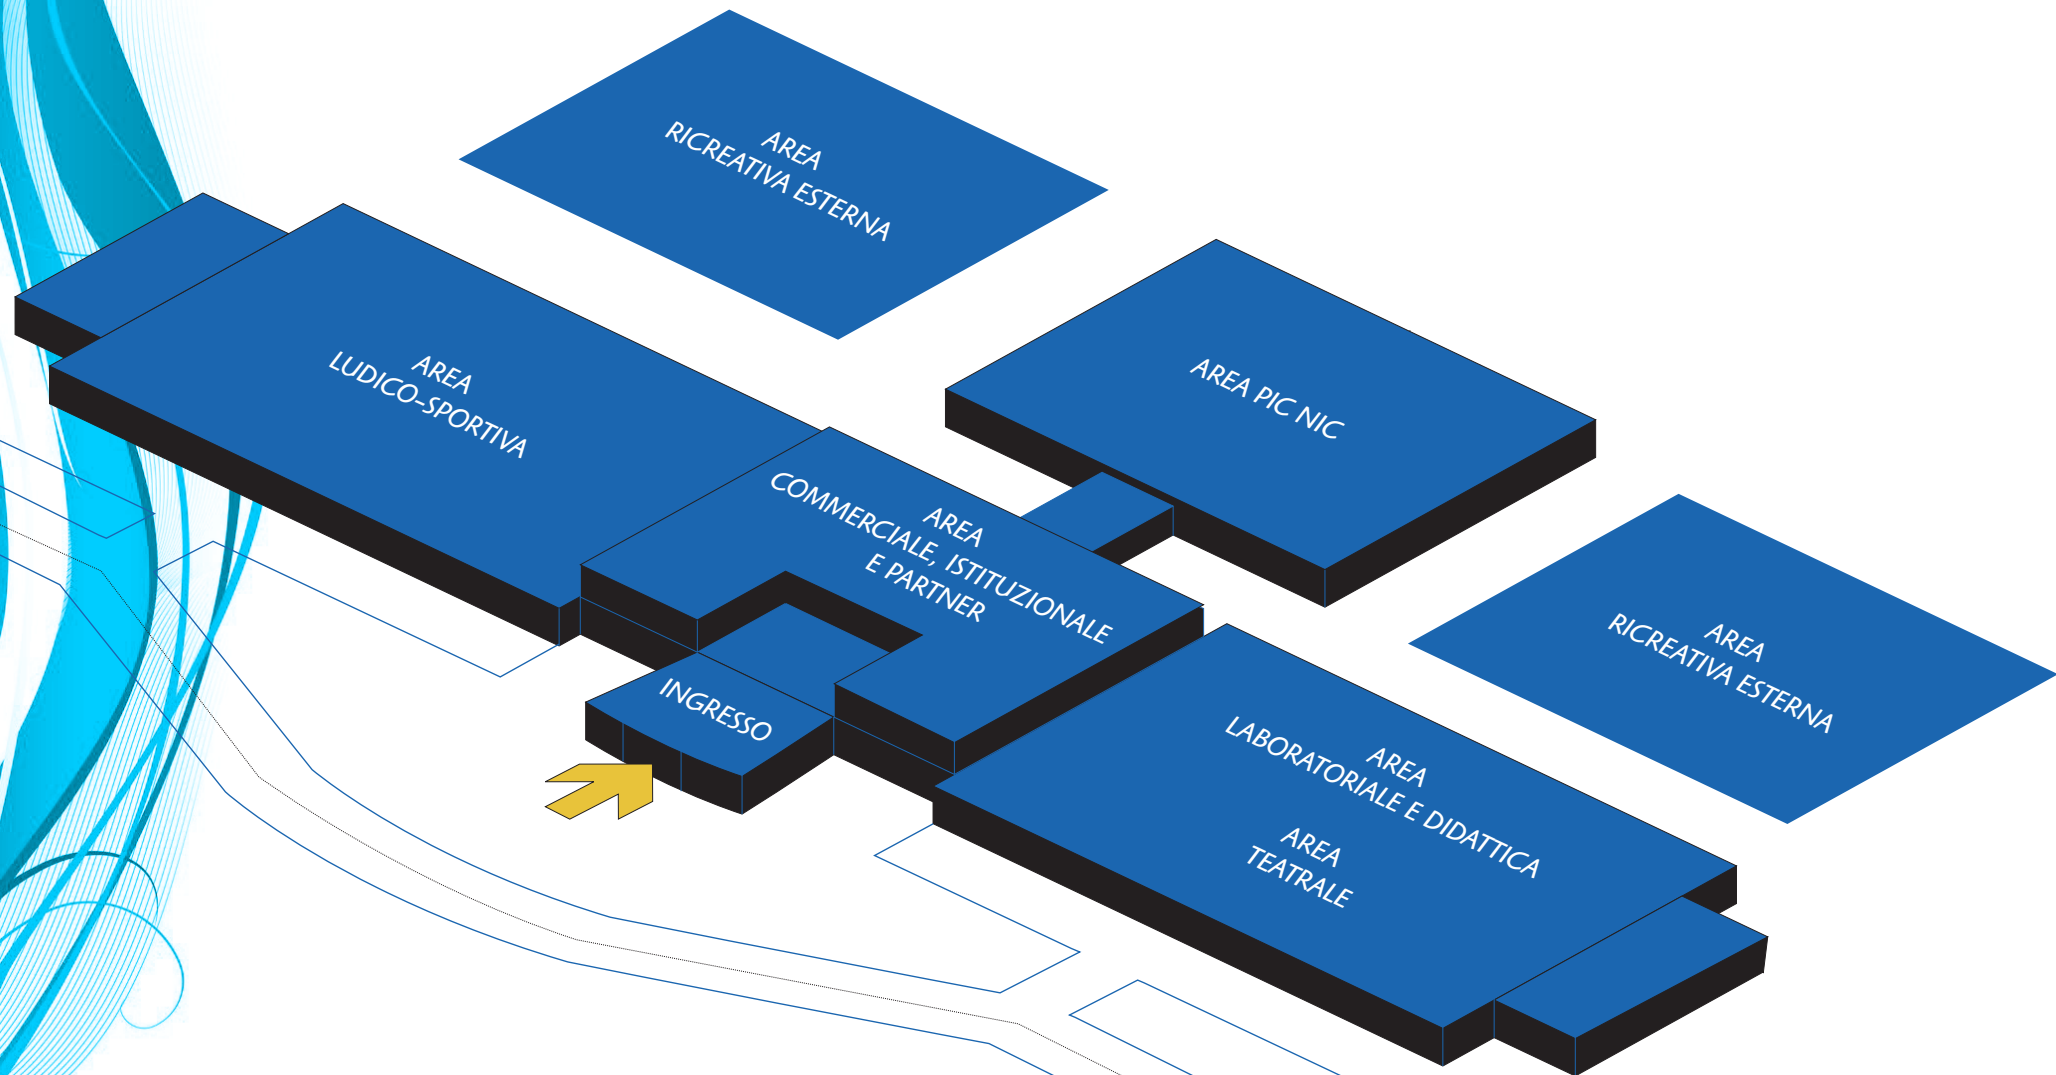 AREA
RICREATIVA ESTERNA
AREA
LUDICO-SPORTIVA
AREA PIC NIC
AREA
COMMERCIALE, ISTITUZIONALE
E PARTNER
INGRESSO
AREA
RICREATIVA ESTERNA
AREA
LABORATORIALE E DIDATTICA
AREA
TEATRALE